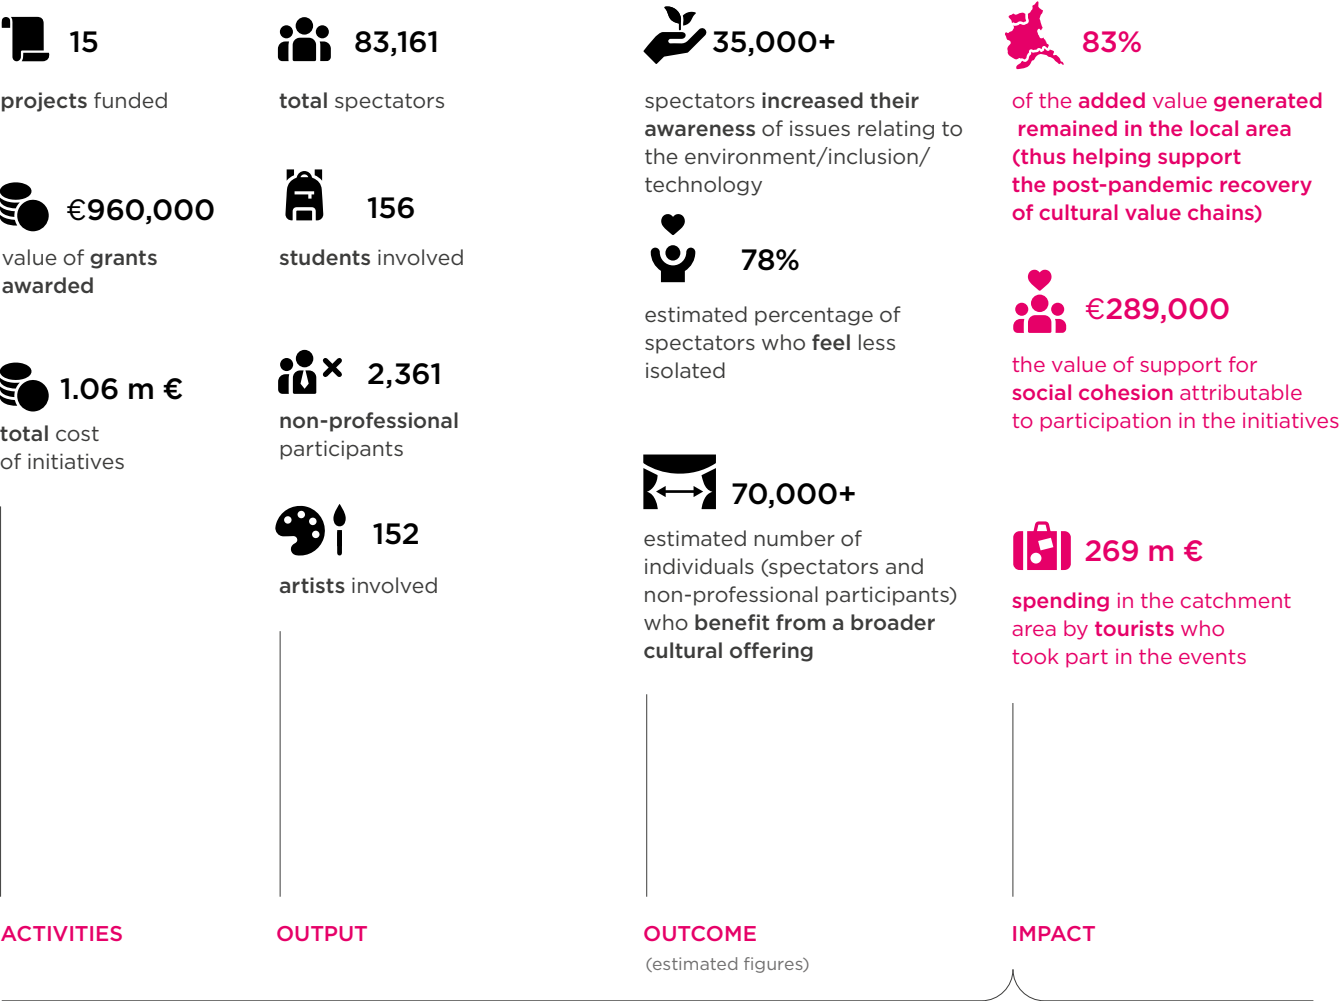 15
projects funded
€960,000
value of grants
awarded
1.06 m €
total cost
of initiatives
ACTIVITIES
83,161
total spectators
156
students involved
2,361
non-professional
participants
152
artists involved
OUTPUT
35,000+
spectators increased their
awareness of issues relating to
the environment/inclusion/
technology
78%
estimated percentage of
spectators who feel less
isolated
70,000+
estimated number of
individuals (spectators and
non-professional participants)
who benefit from a broader
cultural offering
OUTCOME
(estimated figures)
83%
of the added value generated
remained in the local area
(thus helping support
the post-pandemic recovery
of cultural value chains)
€289,000
the value of support for
social cohesion attributable
to participation in the initiatives
269 m €
spending in the catchment
area by tourists who
took part in the events
IMPACT